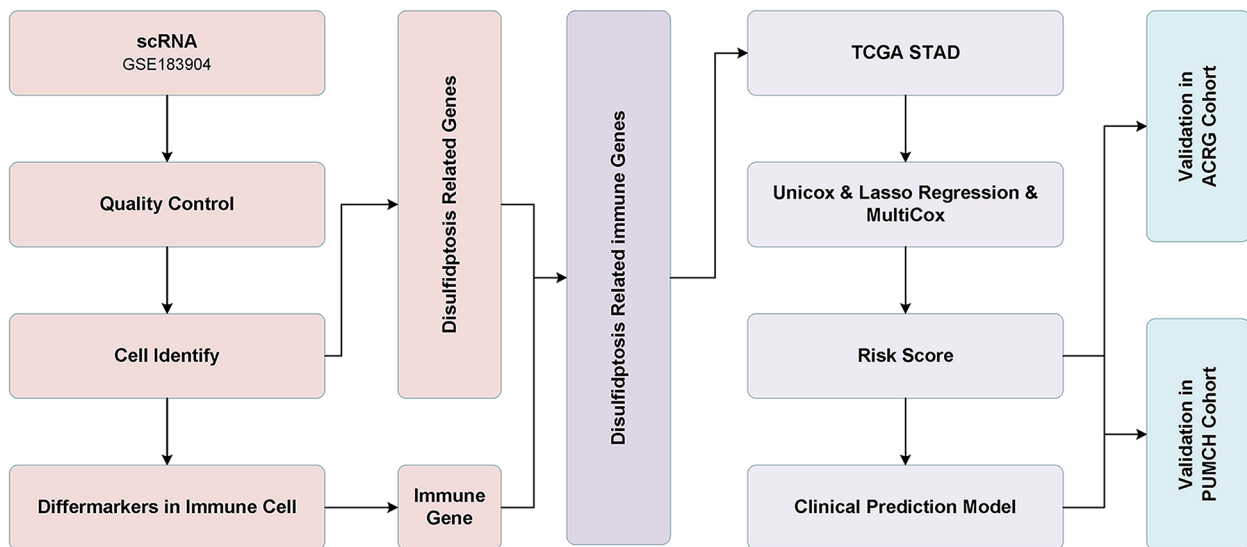 scRNA
GSE183904
Quality Control
Cell Identify
Differmarkers in Immune Cell
Disulfidptosis Related Genes
Immune
Gene
Disulfidptosis Related immune Genes
TCGA STAD
Unicox & Lasso Regression &
MultiCox
Risk Score
Clinical Prediction Model
Validation in
ACRG Cohort
Validation in
PUMCH Cohort